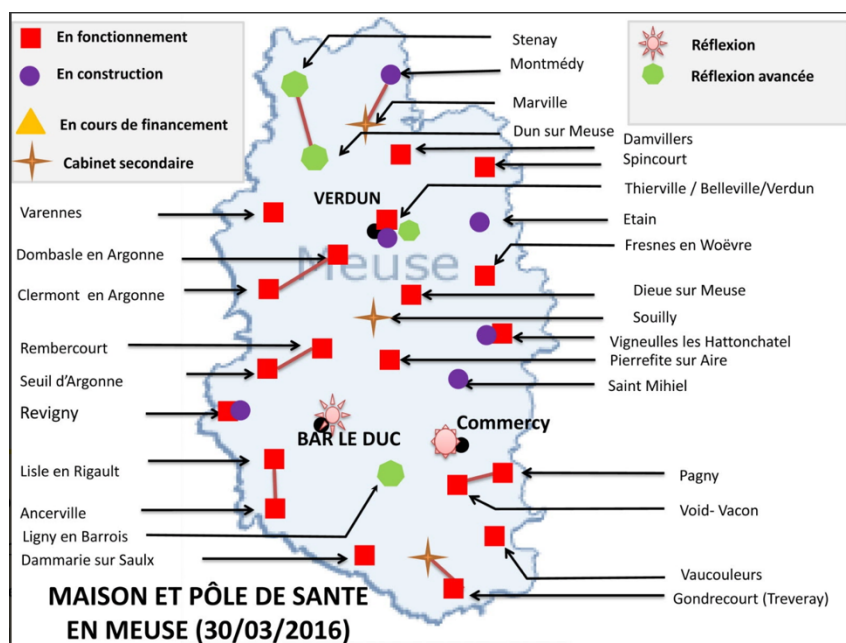 En fonctionnement
En construction
En cours de financement
Cabinet secondaire
Réflexion
Réflexion avancée
Stenay
Montmédy
Marville
Dun sur Meuse
Damvillers
Spincourt
Thierville / Belleville/Verdun
Etain
Fresnes en Woëvre
Dieue sur Meuse
Souilly
Vigneulles les Hattonchatel
Pierrefite sur Aire
Saint Mihiel
VERDUN
Meuse
Varennes
Dombasle en Argonne
Clermont en Argonne
Rembercourt
Seuil d'Argonne
Revigny
BAR LE DUC
Commercy
Lisle en Rigault
Ancerville
Ligny en Barrois
Dammarie sur Saulx
Pagny
Void- Vacon
Vaucouleurs
Gondrecourt (Treveray)
MAISON ET PÔLE DE SANTE
EN MEUSE (30/03/2016)